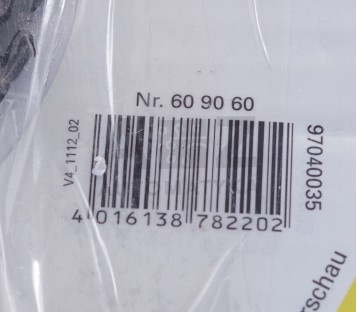 Nr. 60 90 60
V4_1112_02
97040035
4 016138 782202
rschau